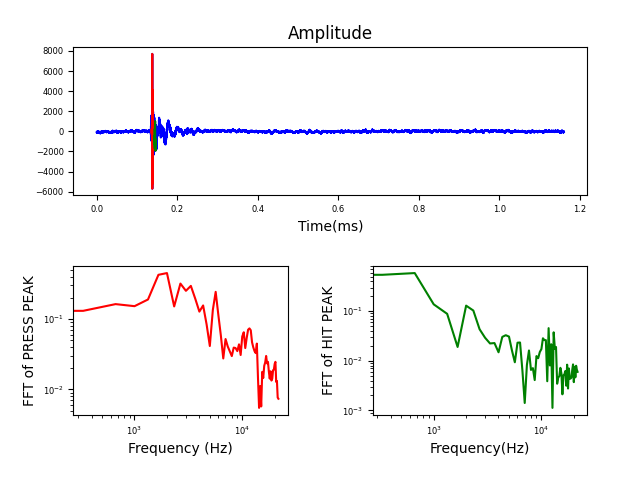 Amplitude
8000
6000
4000
2000
0
−2000
−4000
−6000
0.0 0.2 0.4 0.6 0.8 1.0 1.2
Time(ms)
FFT of PRESS PEAK
10⁻¹
10⁻²
10³ 10⁴
Frequency (Hz)
FFT of HIT PEAK
10⁻¹
10⁻²
10⁻³
10³ 10⁴
Frequency(Hz)